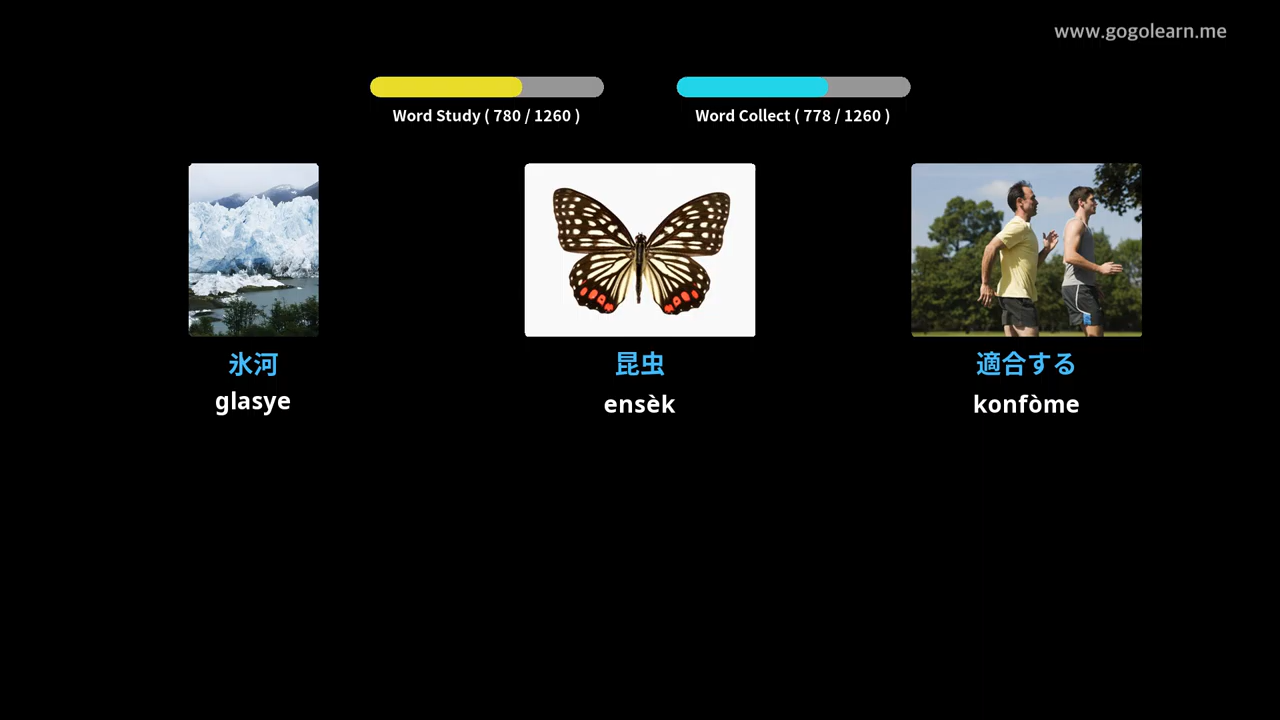 www.gogolearn.me
Word Study ( 780 / 1260 )
Word Collect ( 778 / 1260 )
氷河
glasye
昆虫
ensèk
適合する
konfòme